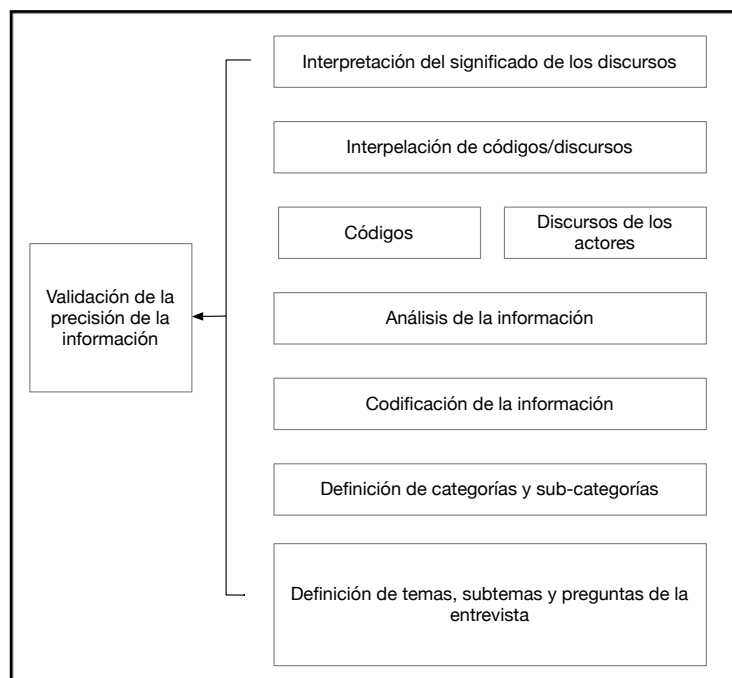 Interpretación del significado de los discursos
Interpelación de códigos/discursos
Códigos
Discursos de los
actores
Validación de la
precisión de la
información
Análisis de la información
Codificación de la información
Definición de categorías y sub-categorías
Definición de temas, subtemas y preguntas de la
entrevista